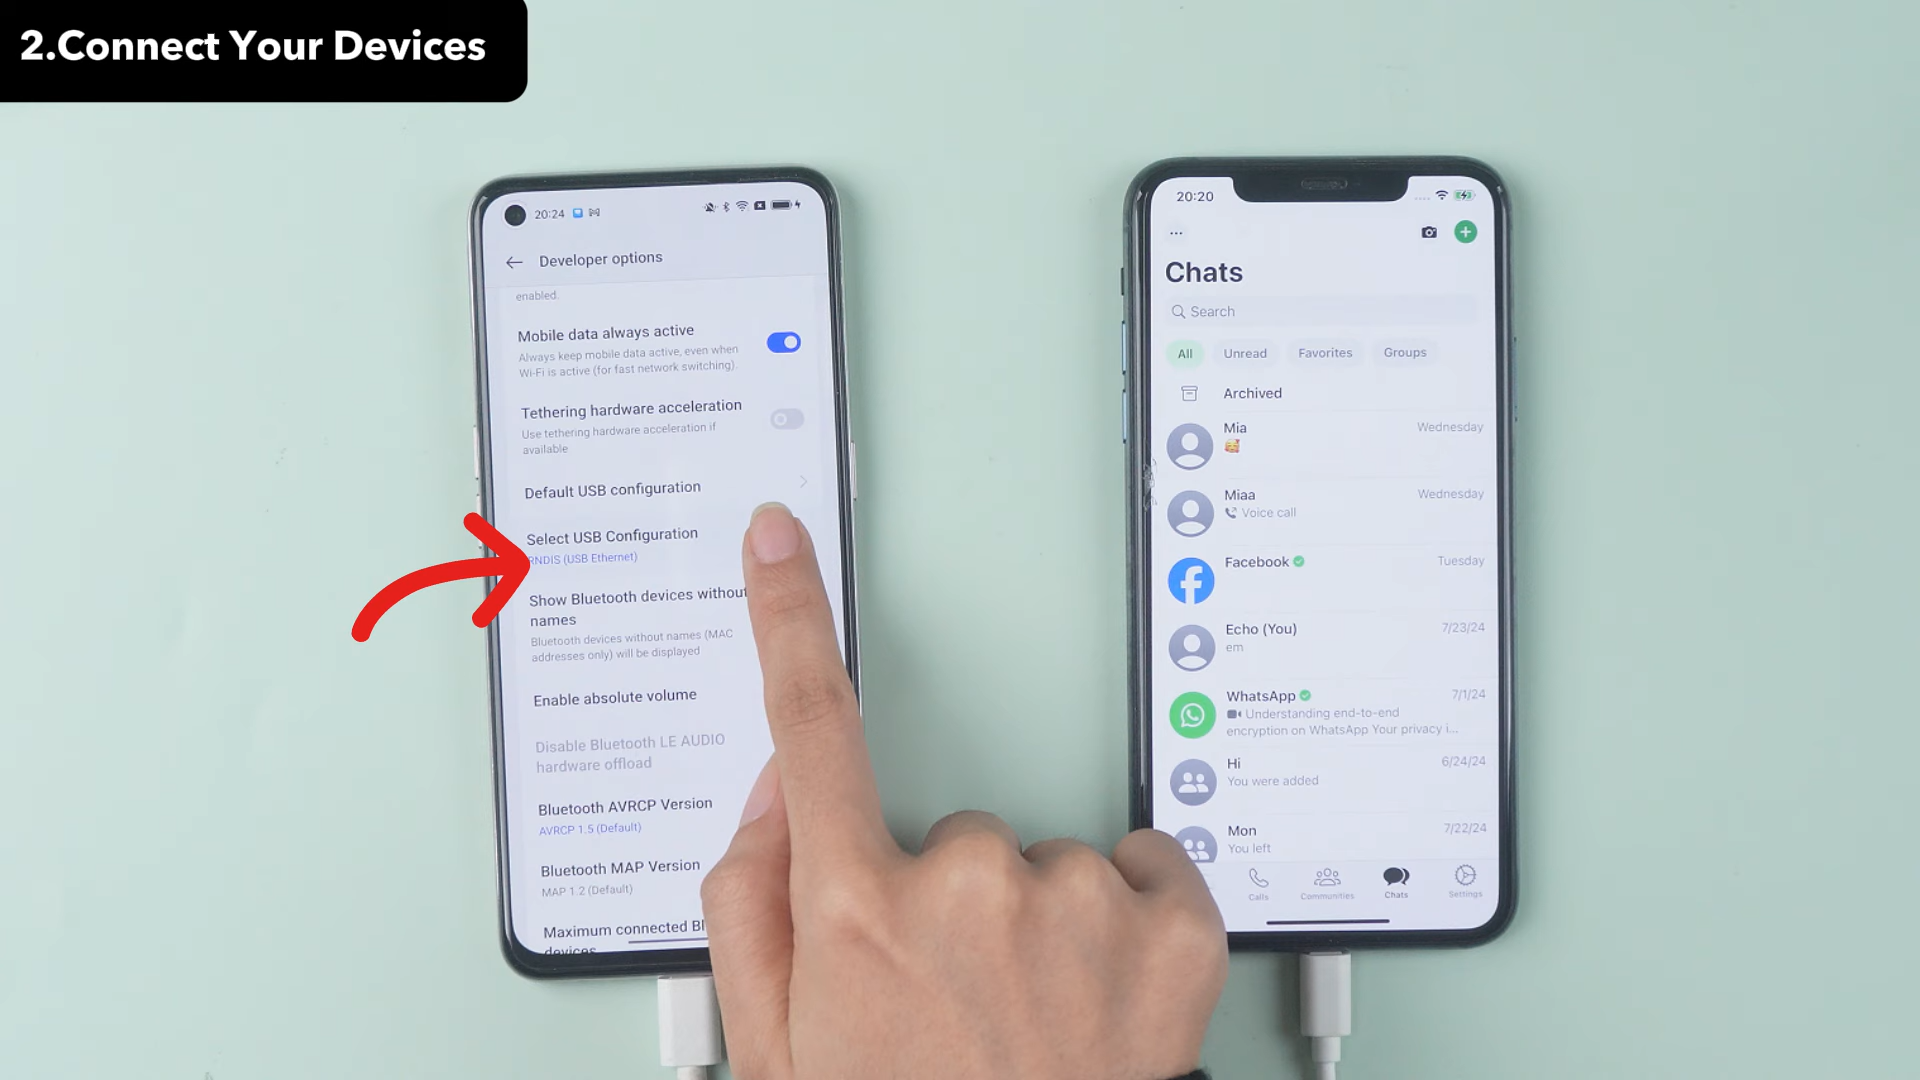 2.Connect Your Devices
20:24
Developer options
enabled.
Mobile data always active
Always keep mobile data active, even when
Wi-Fi is active (for fast network switching).
Tethering hardware acceleration
Use tethering hardware acceleration if
available
Default USB configuration
Select USB Configuration
RNDIS (USB Ethernet)
Show Bluetooth devices without
names
Bluetooth devices without names (MAC
addresses only) will be displayed
Enable absolute volume
Disable Bluetooth LE AUDIO
hardware offload
Bluetooth AVRCP Version
AVRCP 1.5 (Default)
Bluetooth MAP Version
MAP 1.2 (Default)
Maximum connected Bl
devices
20:20
Chats
Search
All Unread Favorites Groups
Archived
Mia Wednesday
Miaa Wednesday
Voice call
Facebook Tuesday
Echo (You) 7/23/24
em
WhatsApp 7/1/24
Understanding end-to-end
encryption on WhatsApp Your privacy i...
Hi 6/24/24
You were added
Mon 7/22/24
You left
Calls Communities Chats Settings